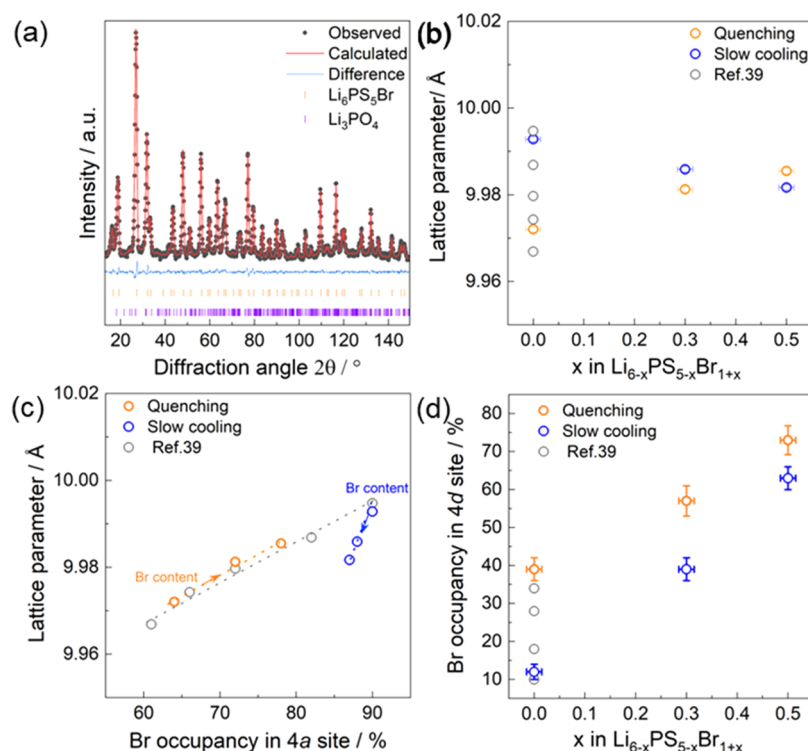 (a)
Observed
Calculated
Difference
Li₆PS₅Br
Li₃PO₄
Intensity / a.u.
20 40 60 80 100 120 140
Diffraction angle 2θ / °
(b)
Quenching
Slow cooling
Ref.39
10.02
10.00
9.98
9.96
Lattice parameter/ Å
0.0 0.1 0.2 0.3 0.4 0.5
x in Li₆₋ₓPS₅₋ₓBr₁₊ₓ
(c)
Quenching
Slow cooling
Ref.39
Br content
Br content
10.02
10.00
9.98
9.96
Lattice parameter / Å
60 70 80 90
Br occupancy in 4a site / %
(d)
Quenching
Slow cooling
Ref.39
80
70
60
50
40
30
20
10
Br occupancy in 4d site / %
0.0 0.1 0.2 0.3 0.4 0.5
x in Li₆₋ₓPS₅₋ₓBr₁₊ₓ